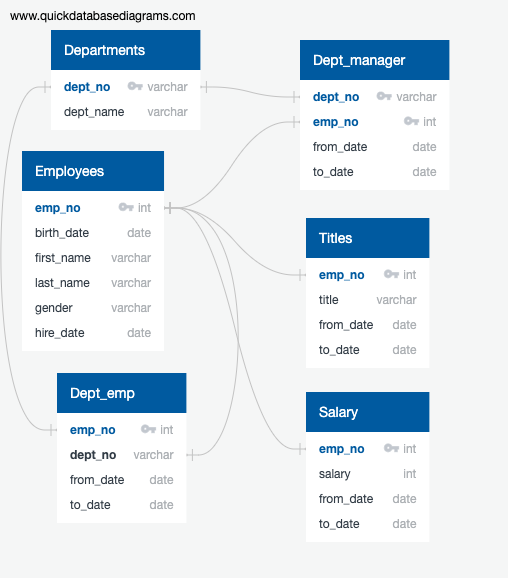 www.quickdatabasediagrams.com
Departments
dept_no varchar
dept_name varchar
Dept_manager
dept_no varchar
emp_no int
from_date date
to_date date
Employees
emp_no int
birth_date date
first_name varchar
last_name varchar
gender varchar
hire_date date
Titles
emp_no int
title varchar
from_date date
to_date date
Dept_emp
emp_no int
dept_no varchar
from_date date
to_date date
Salary
emp_no int
salary int
from_date date
to_date date